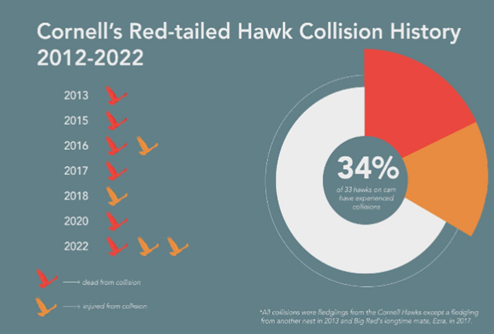 Cornell's Red-tailed Hawk Collision History
2012-2022
2013
2015
2016
2017
2018
2020
2022
dead from collision
injured from collision
34%
of 33 hawks on cam
have experienced
collisions
*All collisions were fledglings from the Cornell Hawks except a fledgling
from another nest in 2013 and Big Red's longtime mate, Ezra, in 2017.